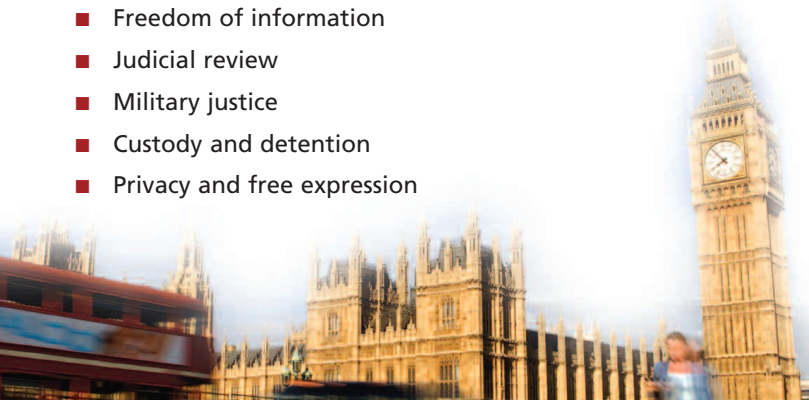 ■ Freedom of information
■ Judicial review
■ Military justice
■ Custody and detention
■ Privacy and free expression